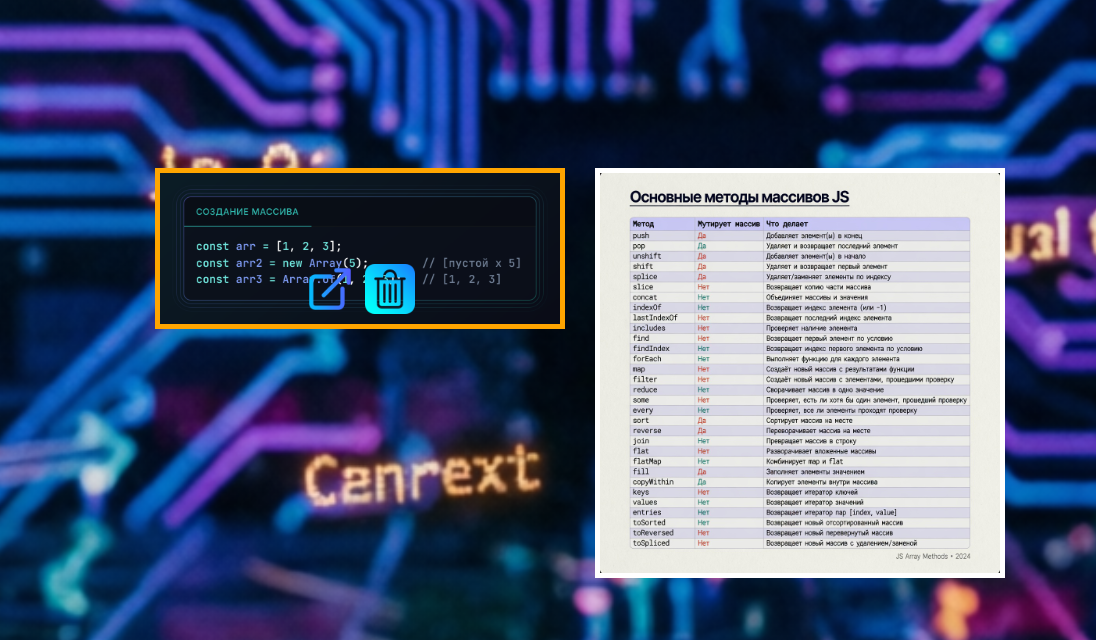 СОЗДАНИЕ МАССИВА
const arr = [1, 2, 3];
const arr2 = new Array(5); // [пустой x 5]
const arr3 = Array.of(1, 2 // [1, 2, 3]
Canrext
Основные методы массивов JS
Метод Мутирует массив Что делает
push Да Добавляет элемент(ы) в конец
pop Да Удаляет и возвращает последний элемент
unshift Да Добавляет элемент(ы) в начало
shift Да Удаляет и возвращает первый элемент
splice Да Удаляет/заменяет элементы по индексу
slice Нет Возвращает копию части массива
concat Нет Объединяет массивы и значения
indexOf Нет Возвращает индекс элемента (или -1)
lastIndexOf Нет Возвращает последний индекс элемента
includes Нет Проверяет наличие элемента
find Нет Возвращает первый элемент по условию
findIndex Нет Возвращает индекс первого элемента по условию
forEach Нет Выполняет функцию для каждого элемента
map Нет Создаёт новый массив с результатами функции
filter Нет Создаёт новый массив с элементами, прошедшими проверку
reduce Нет Сворачивает массив в одно значение
some Нет Проверяет, есть ли хотя бы один элемент, прошедший проверку
every Нет Проверяет, все ли элементы проходят проверку
sort Да Сортирует массив на месте
reverse Да Переворачивает массив на месте
join Нет Превращает массив в строку
flat Нет Разворачивает вложенные массивы
flatMap Нет Комбинирует map и flat
fill Да Заполняет элементы значением
copyWithin Да Копирует элементы внутри массива
keys Нет Возвращает итератор ключей
values Нет Возвращает итератор значений
entries Нет Возвращает итератор пар [index, value]
toSorted Нет Возвращает новый отсортированный массив
toReversed Нет Возвращает новый перевернутый массив
toSpliced Нет Возвращает новый массив с удалением/заменой
JS Array Methods • 2024